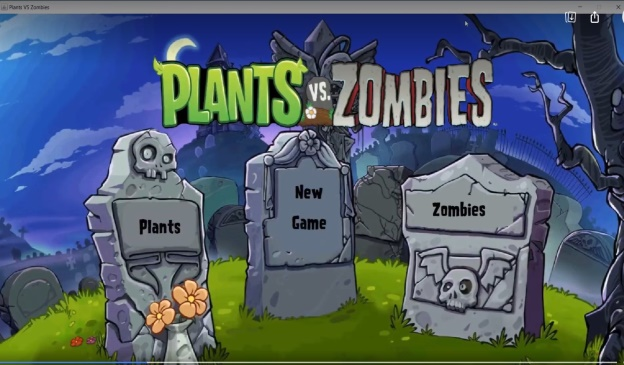 Plants VS Zombies
PLANTS VS. ZOMBIES
Plants
New
Game
Zombies